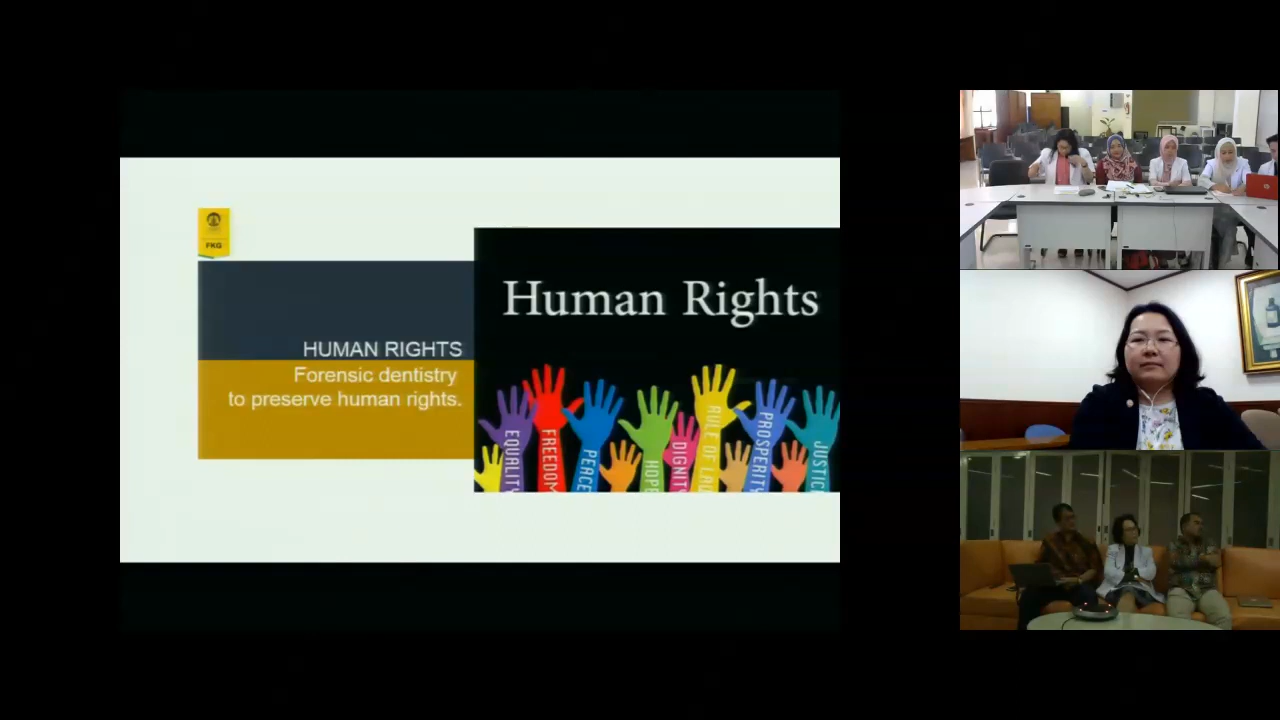 FKG
HUMAN RIGHTS
Forensic dentistry
to preserve human rights.
Human Rights
EQUALITY
FREEDOM
PEACE
HOPE
DIGNITY
RULE OF LAW
PROSPERITY
JUSTICE